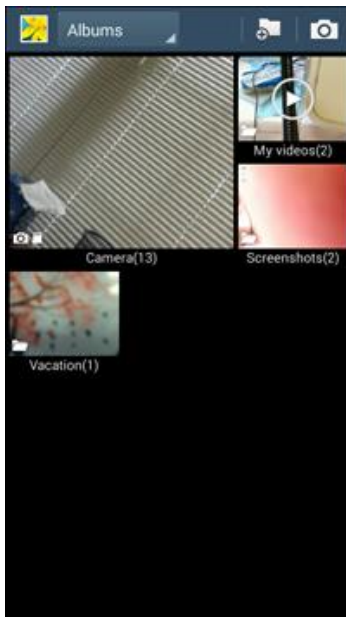 Albums
My videos(2)
Camera(13)
Screenshots(2)
Vacation(1)